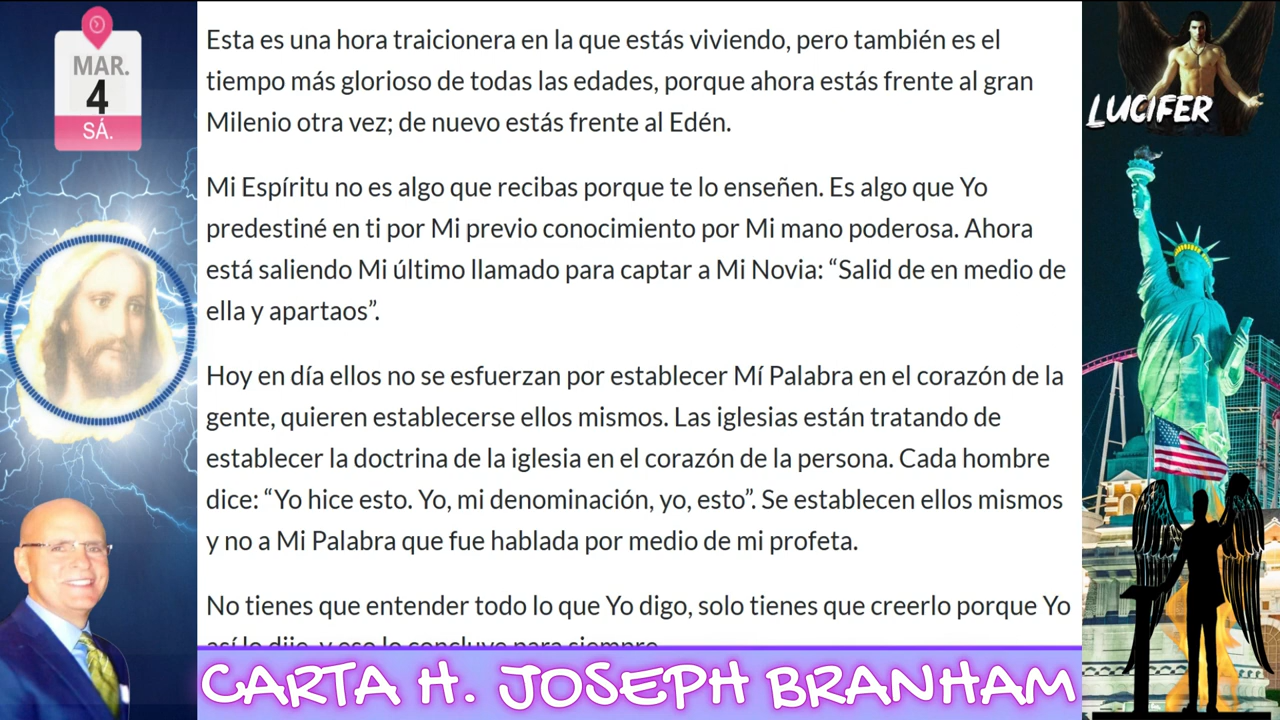 MAR.
4
SÁ.
Esta es una hora traicionera en la que estás viviendo, pero también es el
tiempo más glorioso de todas las edades, porque ahora estás frente al gran
Milenio otra vez; de nuevo estás frente al Edén.
Mi Espíritu no es algo que recibas porque te lo enseñen. Es algo que Yo
predestiné en ti por Mi previo conocimiento por Mi mano poderosa. Ahora
está saliendo Mi último llamado para captar a Mi Novia: “Salid de en medio de
ella y apartaos”.
Hoy en día ellos no se esfuerzan por establecer Mí Palabra en el corazón de la
gente, quieren establecerse ellos mismos. Las iglesias están tratando de
establecer la doctrina de la iglesia en el corazón de la persona. Cada hombre
dice: “Yo hice esto. Yo, mi denominación, yo, esto”. Se establecen ellos mismos
y no a Mi Palabra que fue hablada por medio de mi profeta.
No tienes que entender todo lo que Yo digo, solo tienes que creerlo porque Yo
LUCIFER
CARTA H. JOSEPH BRANHAM